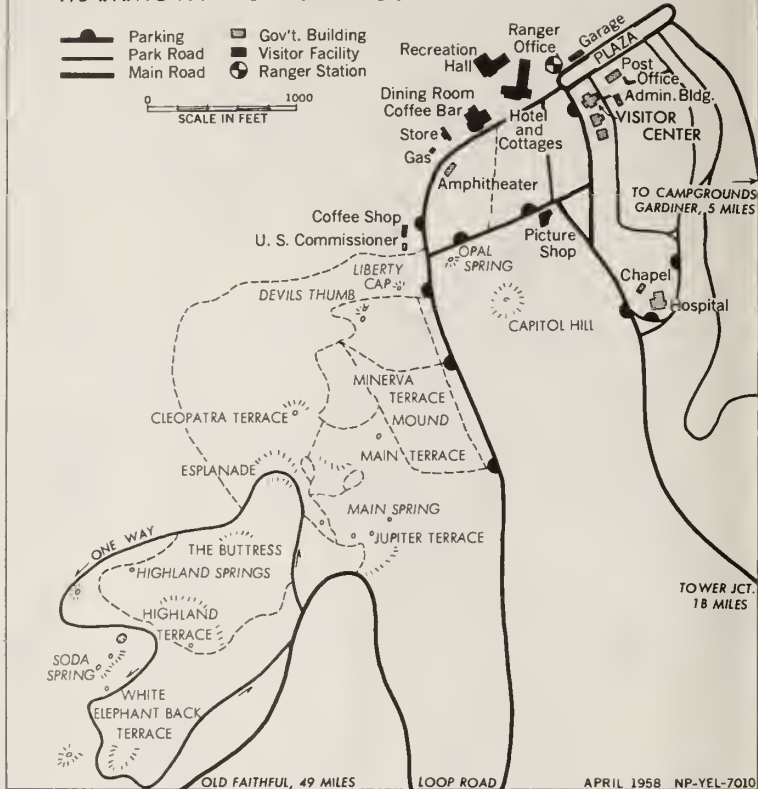 Parking
Park Road
Main Road
Gov't. Building
Visitor Facility
Ranger Station
0 1000
SCALE IN FEET
Recreation
Hall
Ranger
Office
Garage
PLAZA
Post
Office
Admin. Bldg.
VISITOR
CENTER
Dining Room
Coffee Bar
Hotel
and
Cottages
Store
Gas
Amphitheater
TO CAMPGROUNDS
GARDINER, 5 MILES
Coffee Shop
U. S. Commissioner
Picture
Shop
OPAL
SPRING
LIBERTY
CAP
DEVILS THUMB
Chapel
Hospital
CAPITOL HILL
MINERVA
TERRACE
CLEOPATRA TERRACE
MOUND
MAIN TERRACE
ESPLANADE
MAIN SPRING
JUPITER TERRACE
ONE WAY
THE BUTTRESS
HIGHLAND SPRINGS
HIGHLAND
TERRACE
TOWER JCT.
18 MILES
SODA
SPRING
WHITE
ELEPHANT BACK
TERRACE
OLD FAITHFUL, 49 MILES
LOOP ROAD
APRIL 1958 NP-YEL-7010